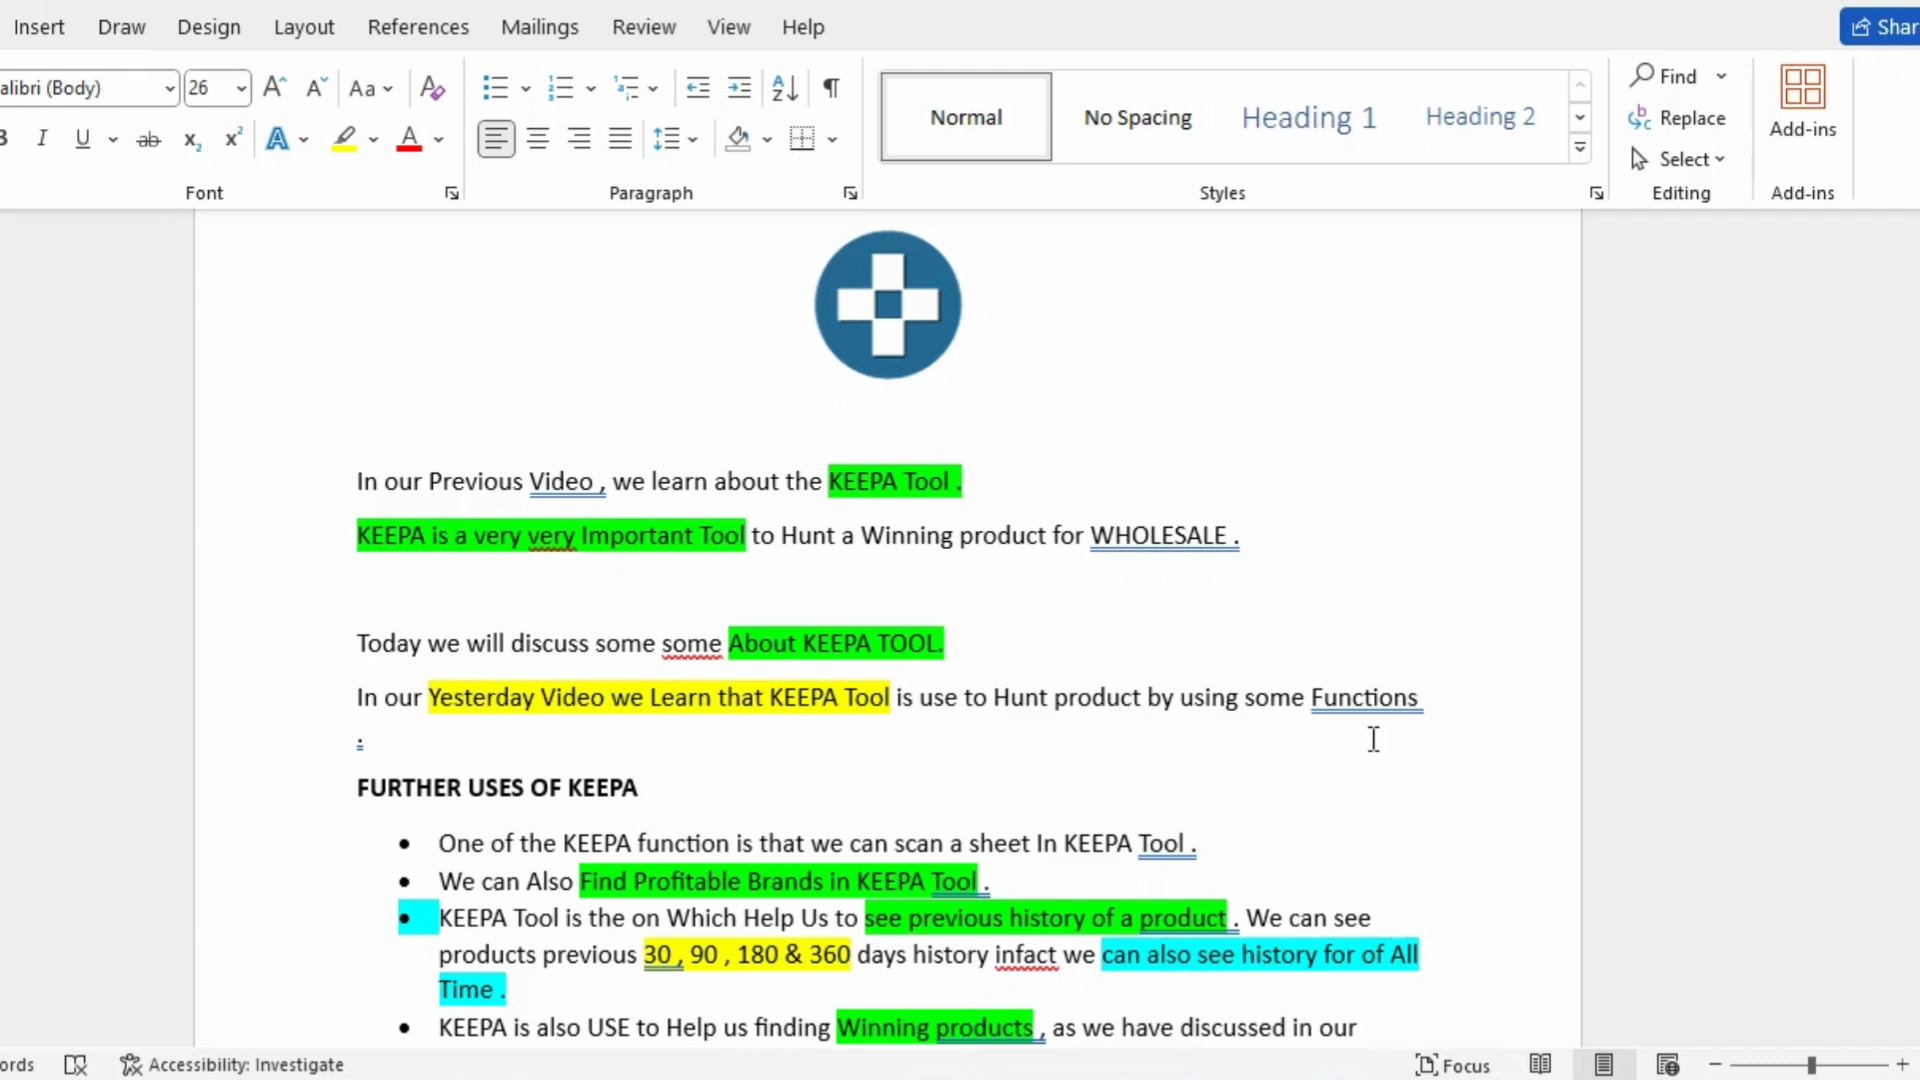 Insert Draw Design Layout References Mailings Review View Help Shar
alibri (Body) 26 Aa Find
Normal No Spacing Heading 1 Heading 2 Replace Add-ins
Select
Font Paragraph Styles Editing Add-ins
In our Previous Video , we learn about the KEEPA Tool .
KEEPA is a very very Important Tool to Hunt a Winning product for WHOLESALE .
Today we will discuss some some About KEEPA TOOL.
In our Yesterday Video we Learn that KEEPA Tool is use to Hunt product by using some Functions
.
FURTHER USES OF KEEPA
• One of the KEEPA function is that we can scan a sheet In KEEPA Tool .
• We can Also Find Profitable Brands in KEEPA Tool .
• KEEPA Tool is the on Which Help Us to see previous history of a product . We can see
products previous 30 , 90 , 180 & 360 days history infact we can also see history for of All
Time .
• KEEPA is also USE to Help us finding Winning products , as we have discussed in our
ords Accessibility: Investigate Focus